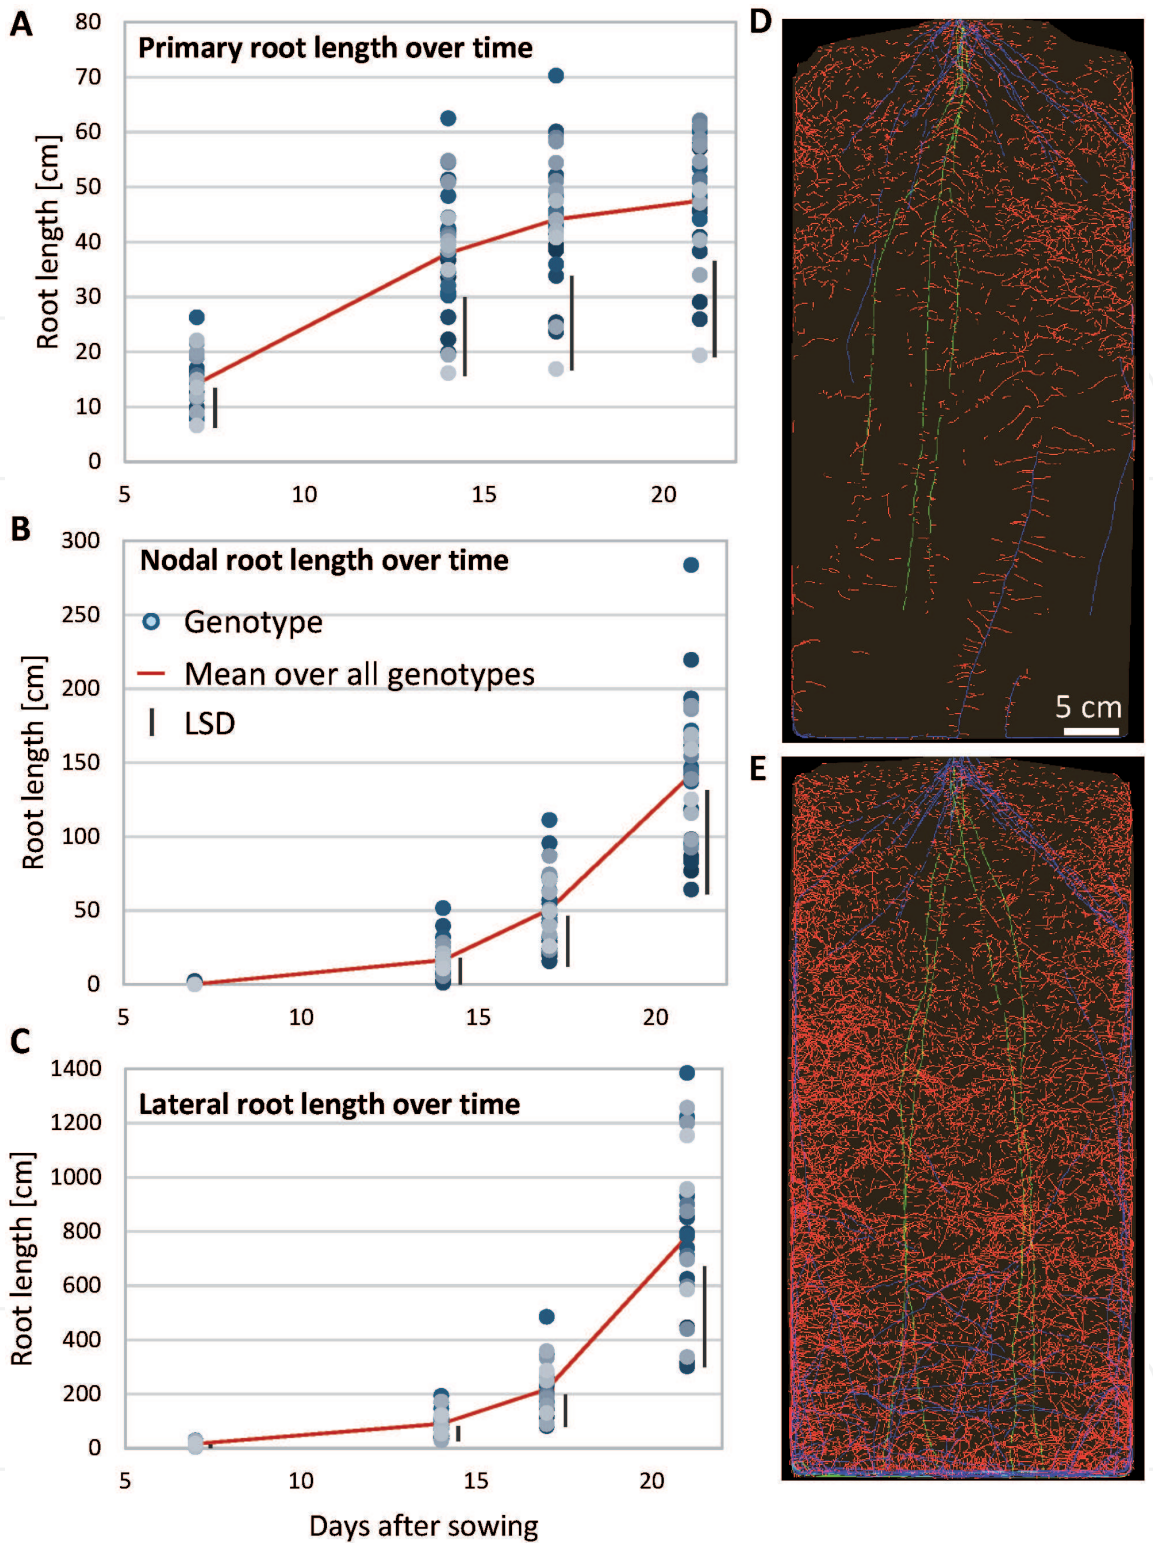 A
Primary root length over time
Root length [cm]
80
70
60
50
40
30
20
10
0
5 10 15 20
B
Nodal root length over time
Genotype
Mean over all genotypes
LSD
Root length [cm]
300
250
200
150
100
50
0
5 10 15 20
C
Lateral root length over time
Root length [cm]
1400
1200
1000
800
600
400
200
0
5 10 15 20
Days after sowing
D
5 cm
E